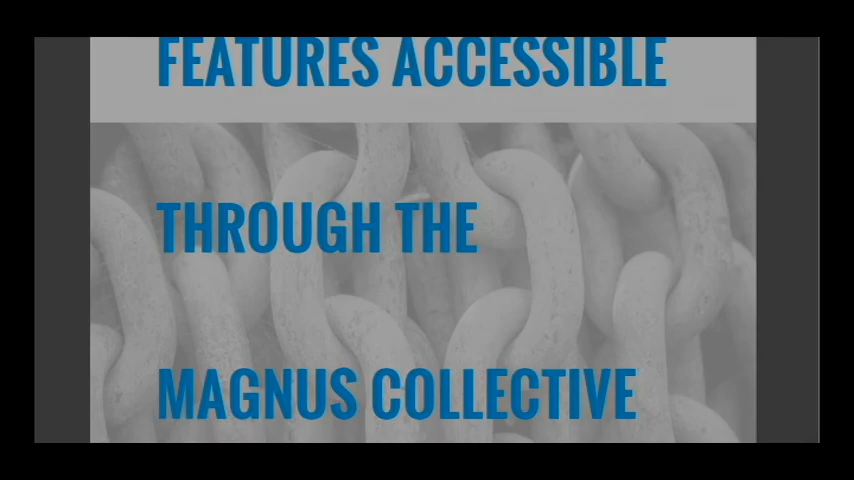 FEATURES ACCESSIBLE
THROUGH THE
MAGNUS COLLECTIVE